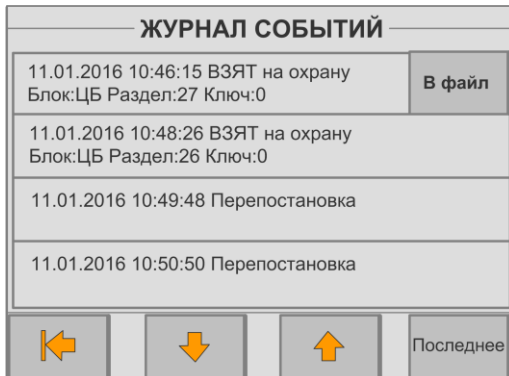 ЖУРНАЛ СОБЫТИЙ
11.01.2016 10:46:15 ВЗЯТ на охрану
Блок:ЦБ Раздел:27 Ключ:0
В файл
11.01.2016 10:48:26 ВЗЯТ на охрану
Блок:ЦБ Раздел:26 Ключ:0
11.01.2016 10:49:48 Перепостановка
11.01.2016 10:50:50 Перепостановка
Последнее